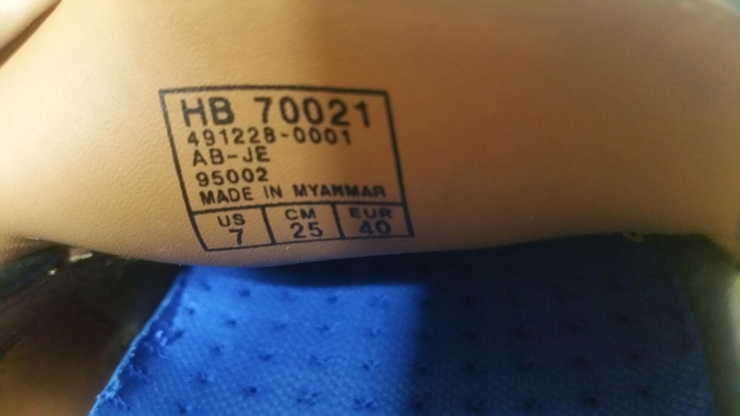 HB 70021
491228-0001
AB-JE
95002
MADE IN MYANMAR
US CM EUR
7 25 40